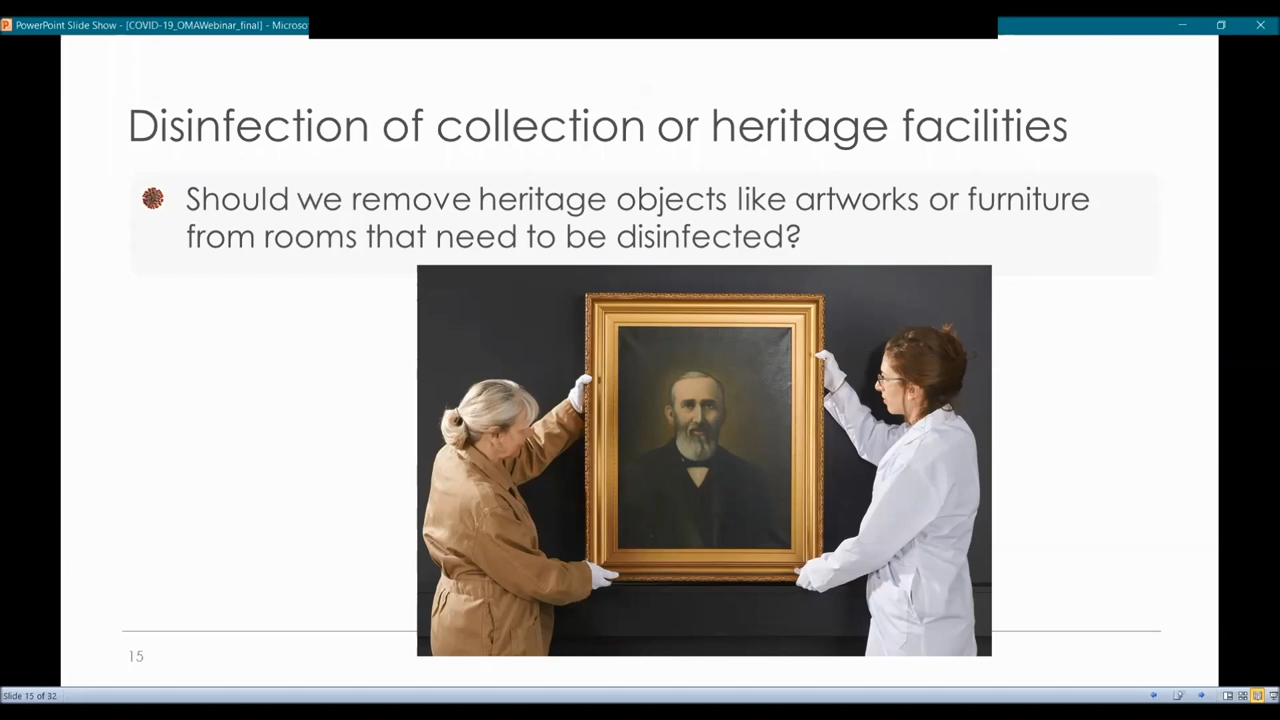 PowerPoint Slide Show - [COVID-19_OMAWebinar_final] - Microso
Disinfection of collection or heritage facilities
Should we remove heritage objects like artworks or furniture
from rooms that need to be disinfected?
15
Slide 15 of 32